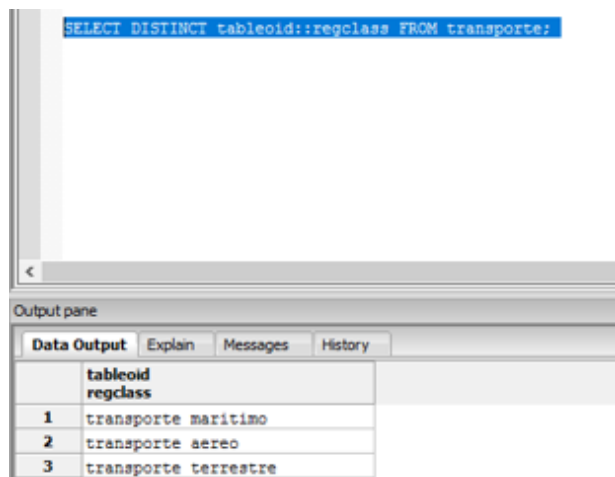 SELECT DISTINCT tableoid::regclass FROM transporte;
Output pane
Data Output Explain Messages History
tableoid
regclass
1 transporte maritimo
2 transporte aereo
3 transporte terrestre